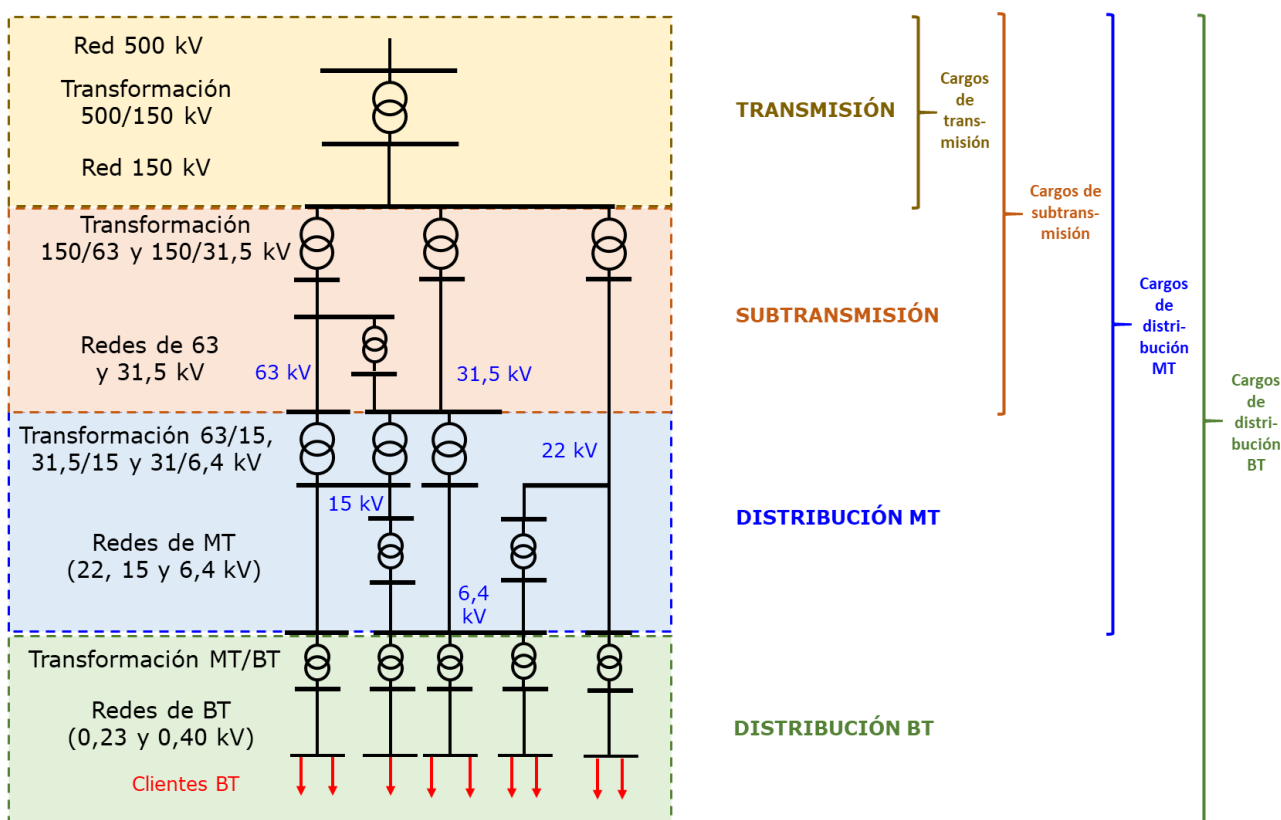 Red 500 kV
Transformación
500/150 kV
Red 150 kV
TRANSMISIÓN
Cargos
de
trans-
misión
Transformación
150/63 y 150/31,5 kV
Redes de 63
y 31,5 kV
63 kV
31,5 kV
SUBTRANSMISIÓN
Cargos de
subtrans-
misión
Transformación 63/15,
31,5/15 y 31/6,4 kV
22 kV
15 kV
Redes de MT
(22, 15 y 6,4 kV)
6,4
kV
DISTRIBUCIÓN MT
Cargos
de
distri-
bución
MT
Transformación MT/BT
Redes de BT
(0,23 y 0,40 kV)
Clientes BT
DISTRIBUCIÓN BT
Cargos
de
distri-
bución
BT